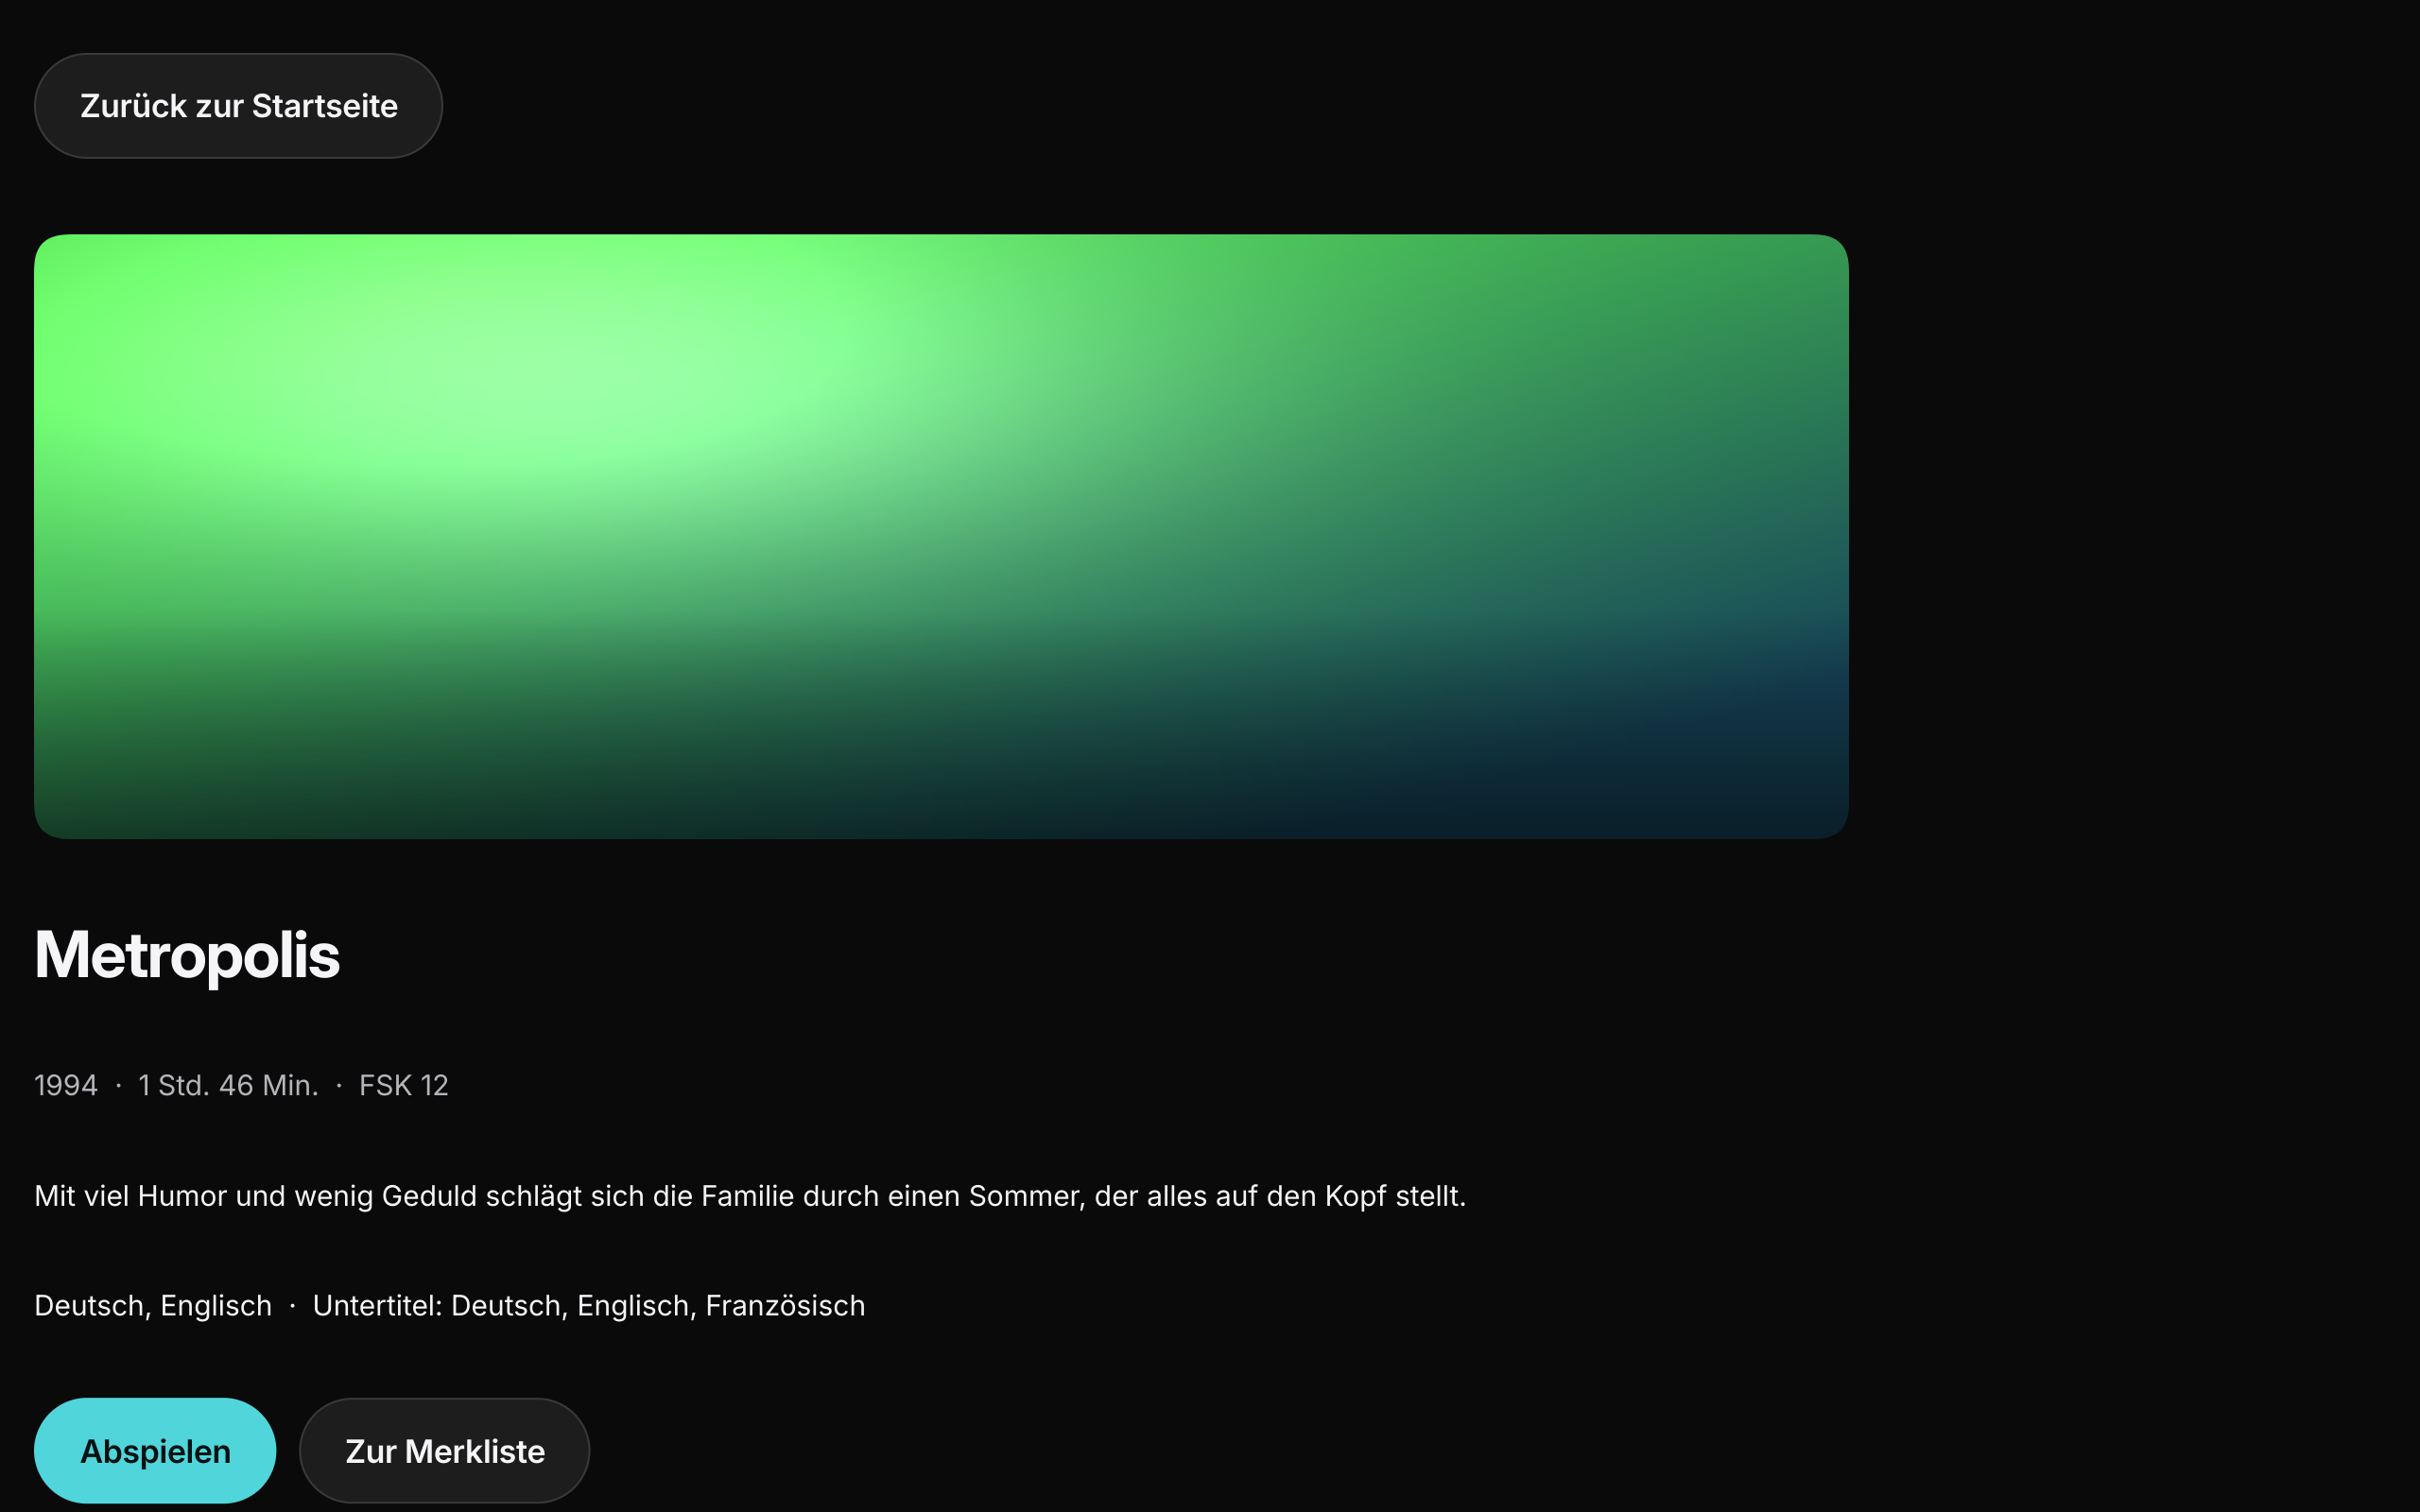 Zurück zur Startseite
Metropolis
1994 · 1 Std. 46 Min. · FSK 12
Mit viel Humor und wenig Geduld schlägt sich die Familie durch einen Sommer, der alles auf den Kopf stellt.
Deutsch, Englisch · Untertitel: Deutsch, Englisch, Französisch
Abspielen
Zur Merkliste